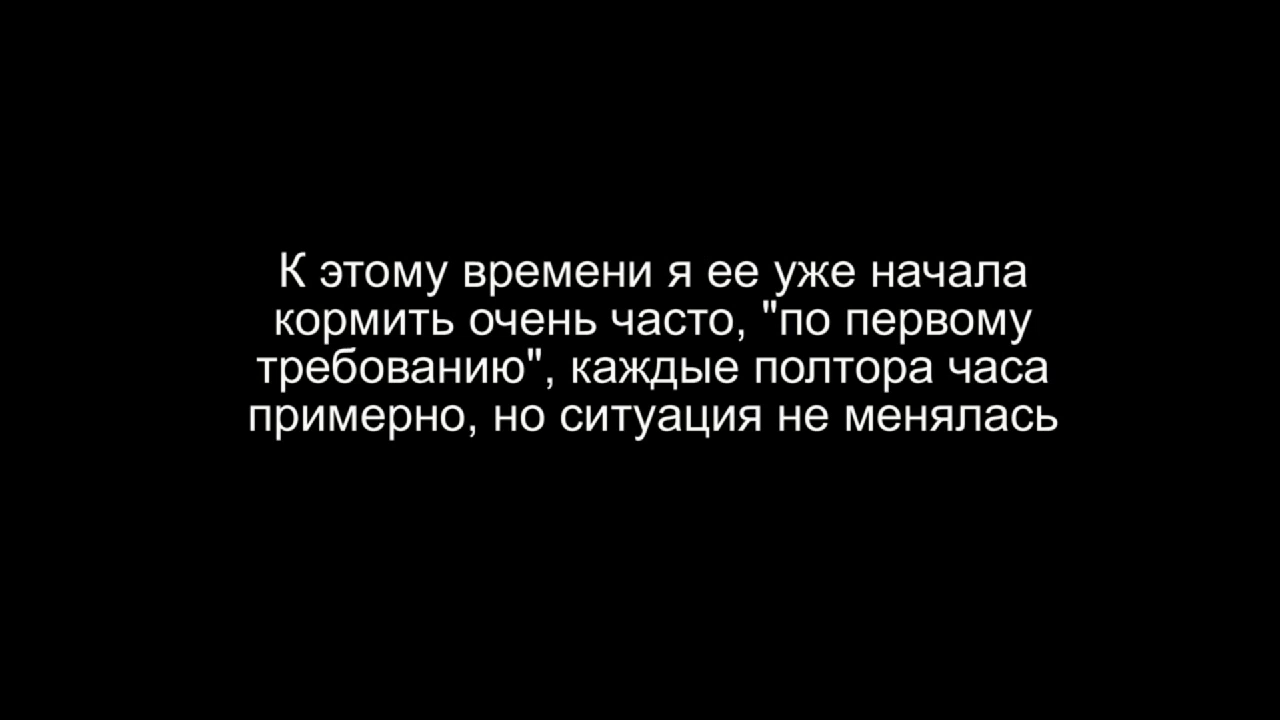 К этому времени я ее уже начала
кормить очень часто, "по первому
требованию", каждые полтора часа
примерно, но ситуация не менялась